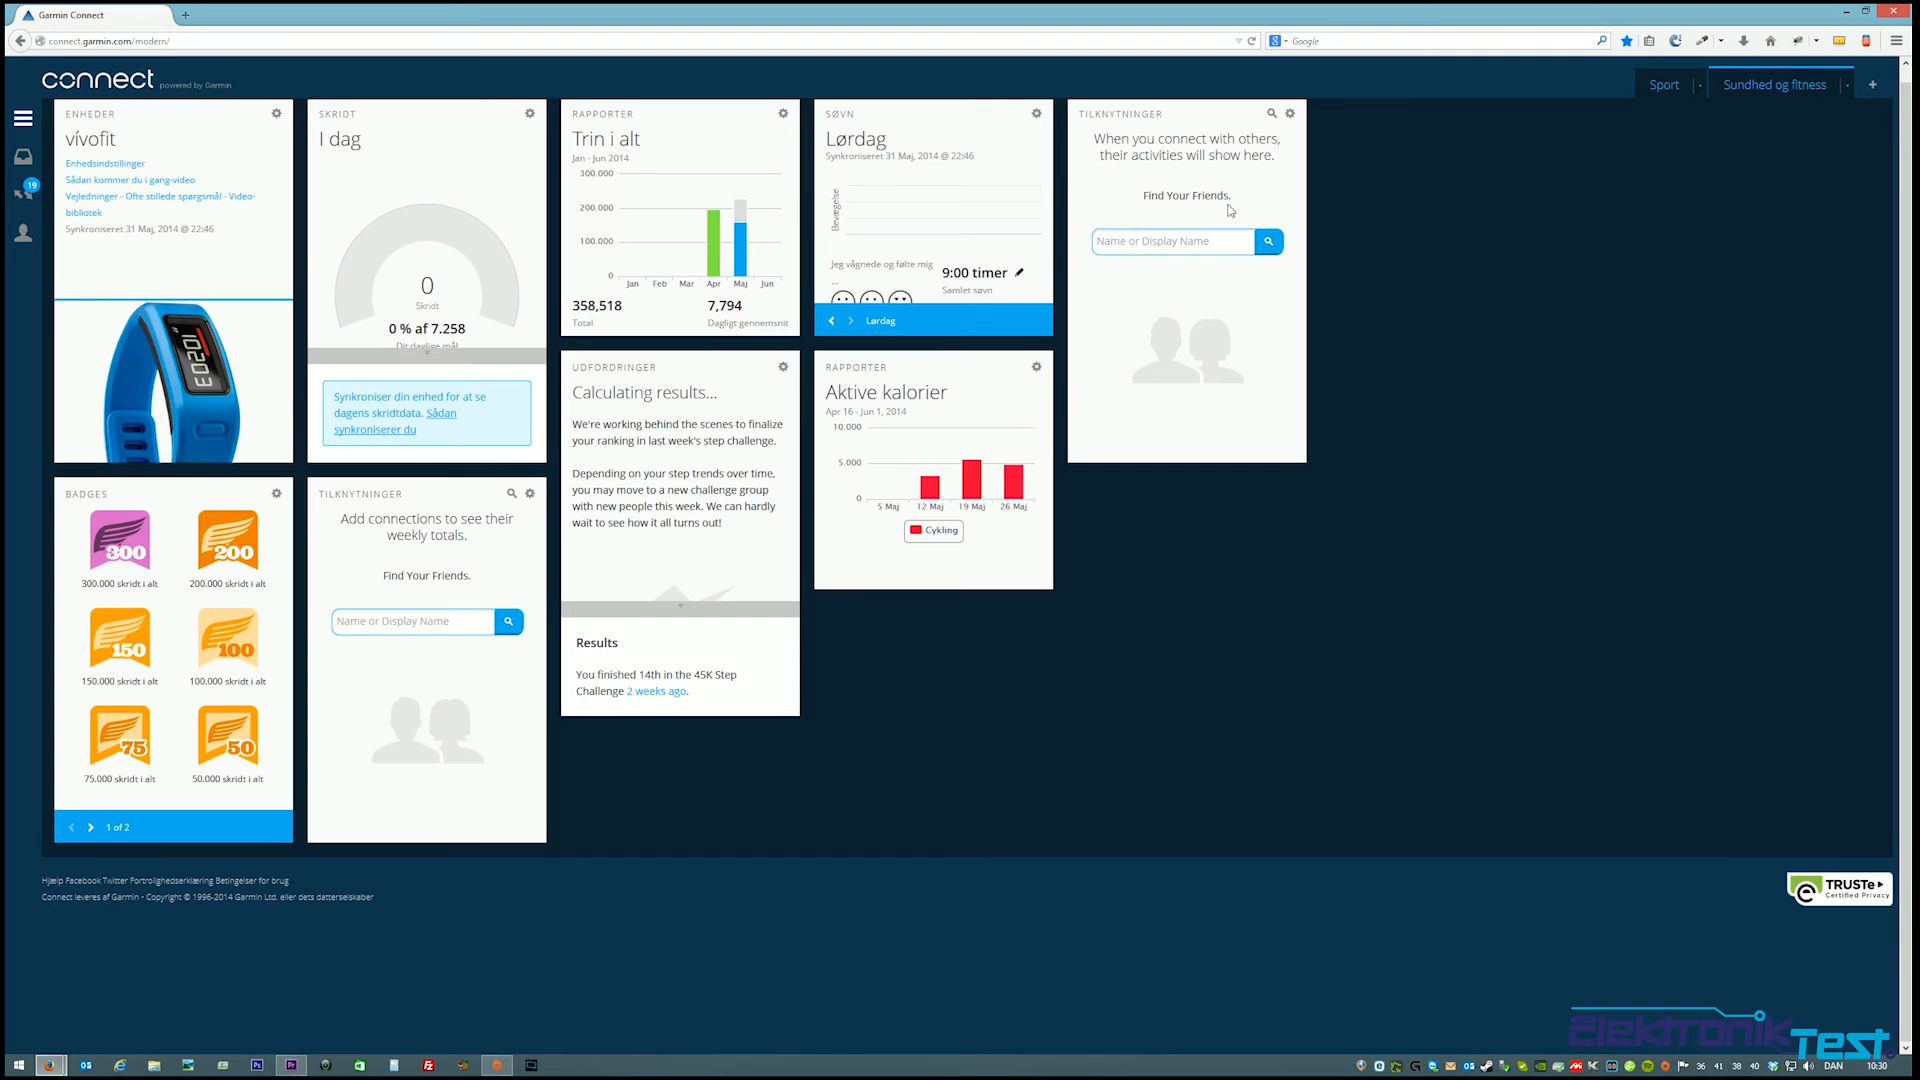 Garmin Connect
connect.garmin.com/modern/
Google
connect powered by Garmin
Sport
Sundhed og fitness
19
ENHEDER
vívofit
Enhedsindstillinger
Sådan kommer du i gang-video
Vejledninger - Ofte stillede spørgsmål - Video-
bibliotek
Synkroniseret 31 Maj, 2014 @ 22:46
10203
SKRIDT
I dag
0
Skridt
0 % af 7.258
Dit daglige mål
Synkroniser din enhed for at se
dagens skridtdata. Sådan
synkroniserer du
RAPPORTER
Trin i alt
Jan - Jun 2014
300.000
200.000
100.000
0
Jan Feb Mar Apr Maj Jun
358,518
Total
7,794
Dagligt gennemsnit
SØVN
Lørdag
Synkroniseret 31 Maj, 2014 @ 22:46
Bevægelse
Jeg vågnede og følte mig
...
9:00 timer
Samlet søvn
Lørdag
TILKNYTNINGER
When you connect with others,
their activities will show here.
Find Your Friends.
Name or Display Name
UDFORDRINGER
Calculating results...
We're working behind the scenes to finalize
your ranking in last week's step challenge.
Depending on your step trends over time,
you may move to a new challenge group
with new people this week. We can hardly
wait to see how it all turns out!
Results
You finished 14th in the 45K Step
Challenge 2 weeks ago.
RAPPORTER
Aktive kalorier
Apr 16 - Jun 1, 2014
10.000
5.000
0
5 Maj 12 Maj 19 Maj 26 Maj
Cykling
BADGES
300
200
300.000 skridt i alt
200.000 skridt i alt
150
100
150.000 skridt i alt
100.000 skridt i alt
75
50
75.000 skridt i alt
50.000 skridt i alt
1 of 2
TILKNYTNINGER
Add connections to see their
weekly totals.
Find Your Friends.
Name or Display Name
Hjælp Facebook Twitter Fortrolighedserklæring Betingelser for brug
Connect leveres af Garmin • Copyright © 1996-2014 Garmin Ltd. eller dets datterselskaber
TRUSTe
Certified Privacy
Elektronik
Test
36 41 38 40
DAN
10:30